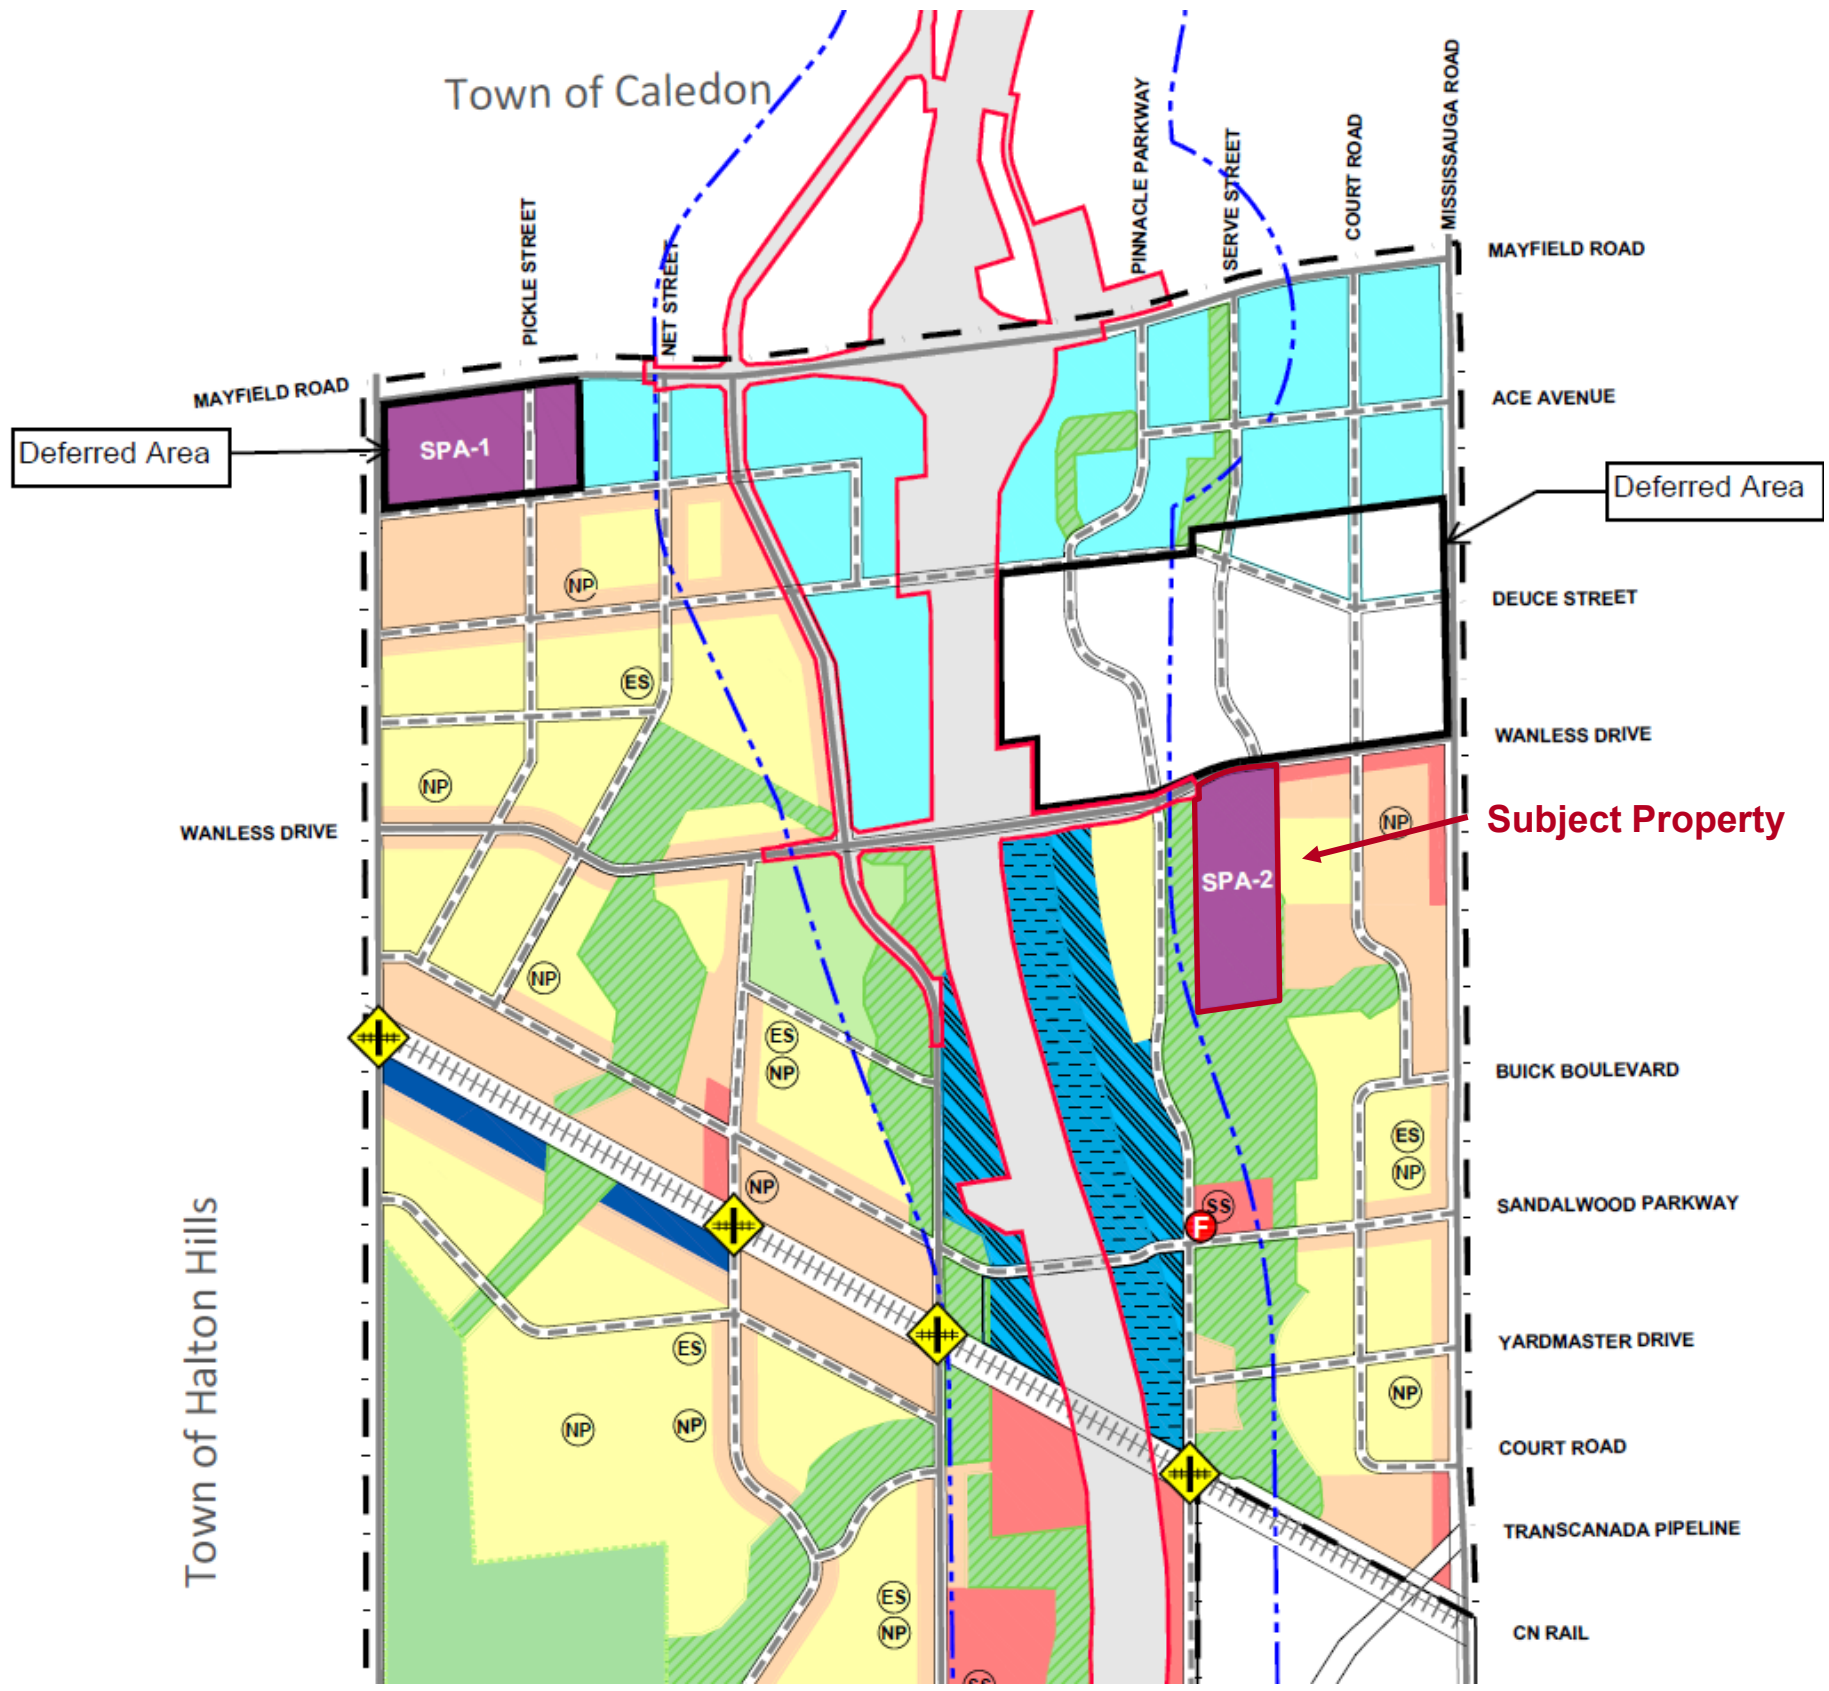 Town of Caledon
PICKLE STREET
NET STREET
PINNACLE PARKWAY
SERVE STREET
COURT ROAD
MISSISSAUGA ROAD
MAYFIELD ROAD
MAYFIELD ROAD
ACE AVENUE
Deferred Area
SPA-1
Deferred Area
NP
DEUCE STREET
ES
WANLESS DRIVE
NP
NP
Subject Property
WANLESS DRIVE
SPA-2
NP
ES
NP
BUICK BOULEVARD
ES
NP
NP
SANDALWOOD PARKWAY
SS
F
Town of Halton Hills
YARDMASTER DRIVE
ES
NP
NP
NP
COURT ROAD
TRANSCANADA PIPELINE
ES
NP
CN RAIL
SS